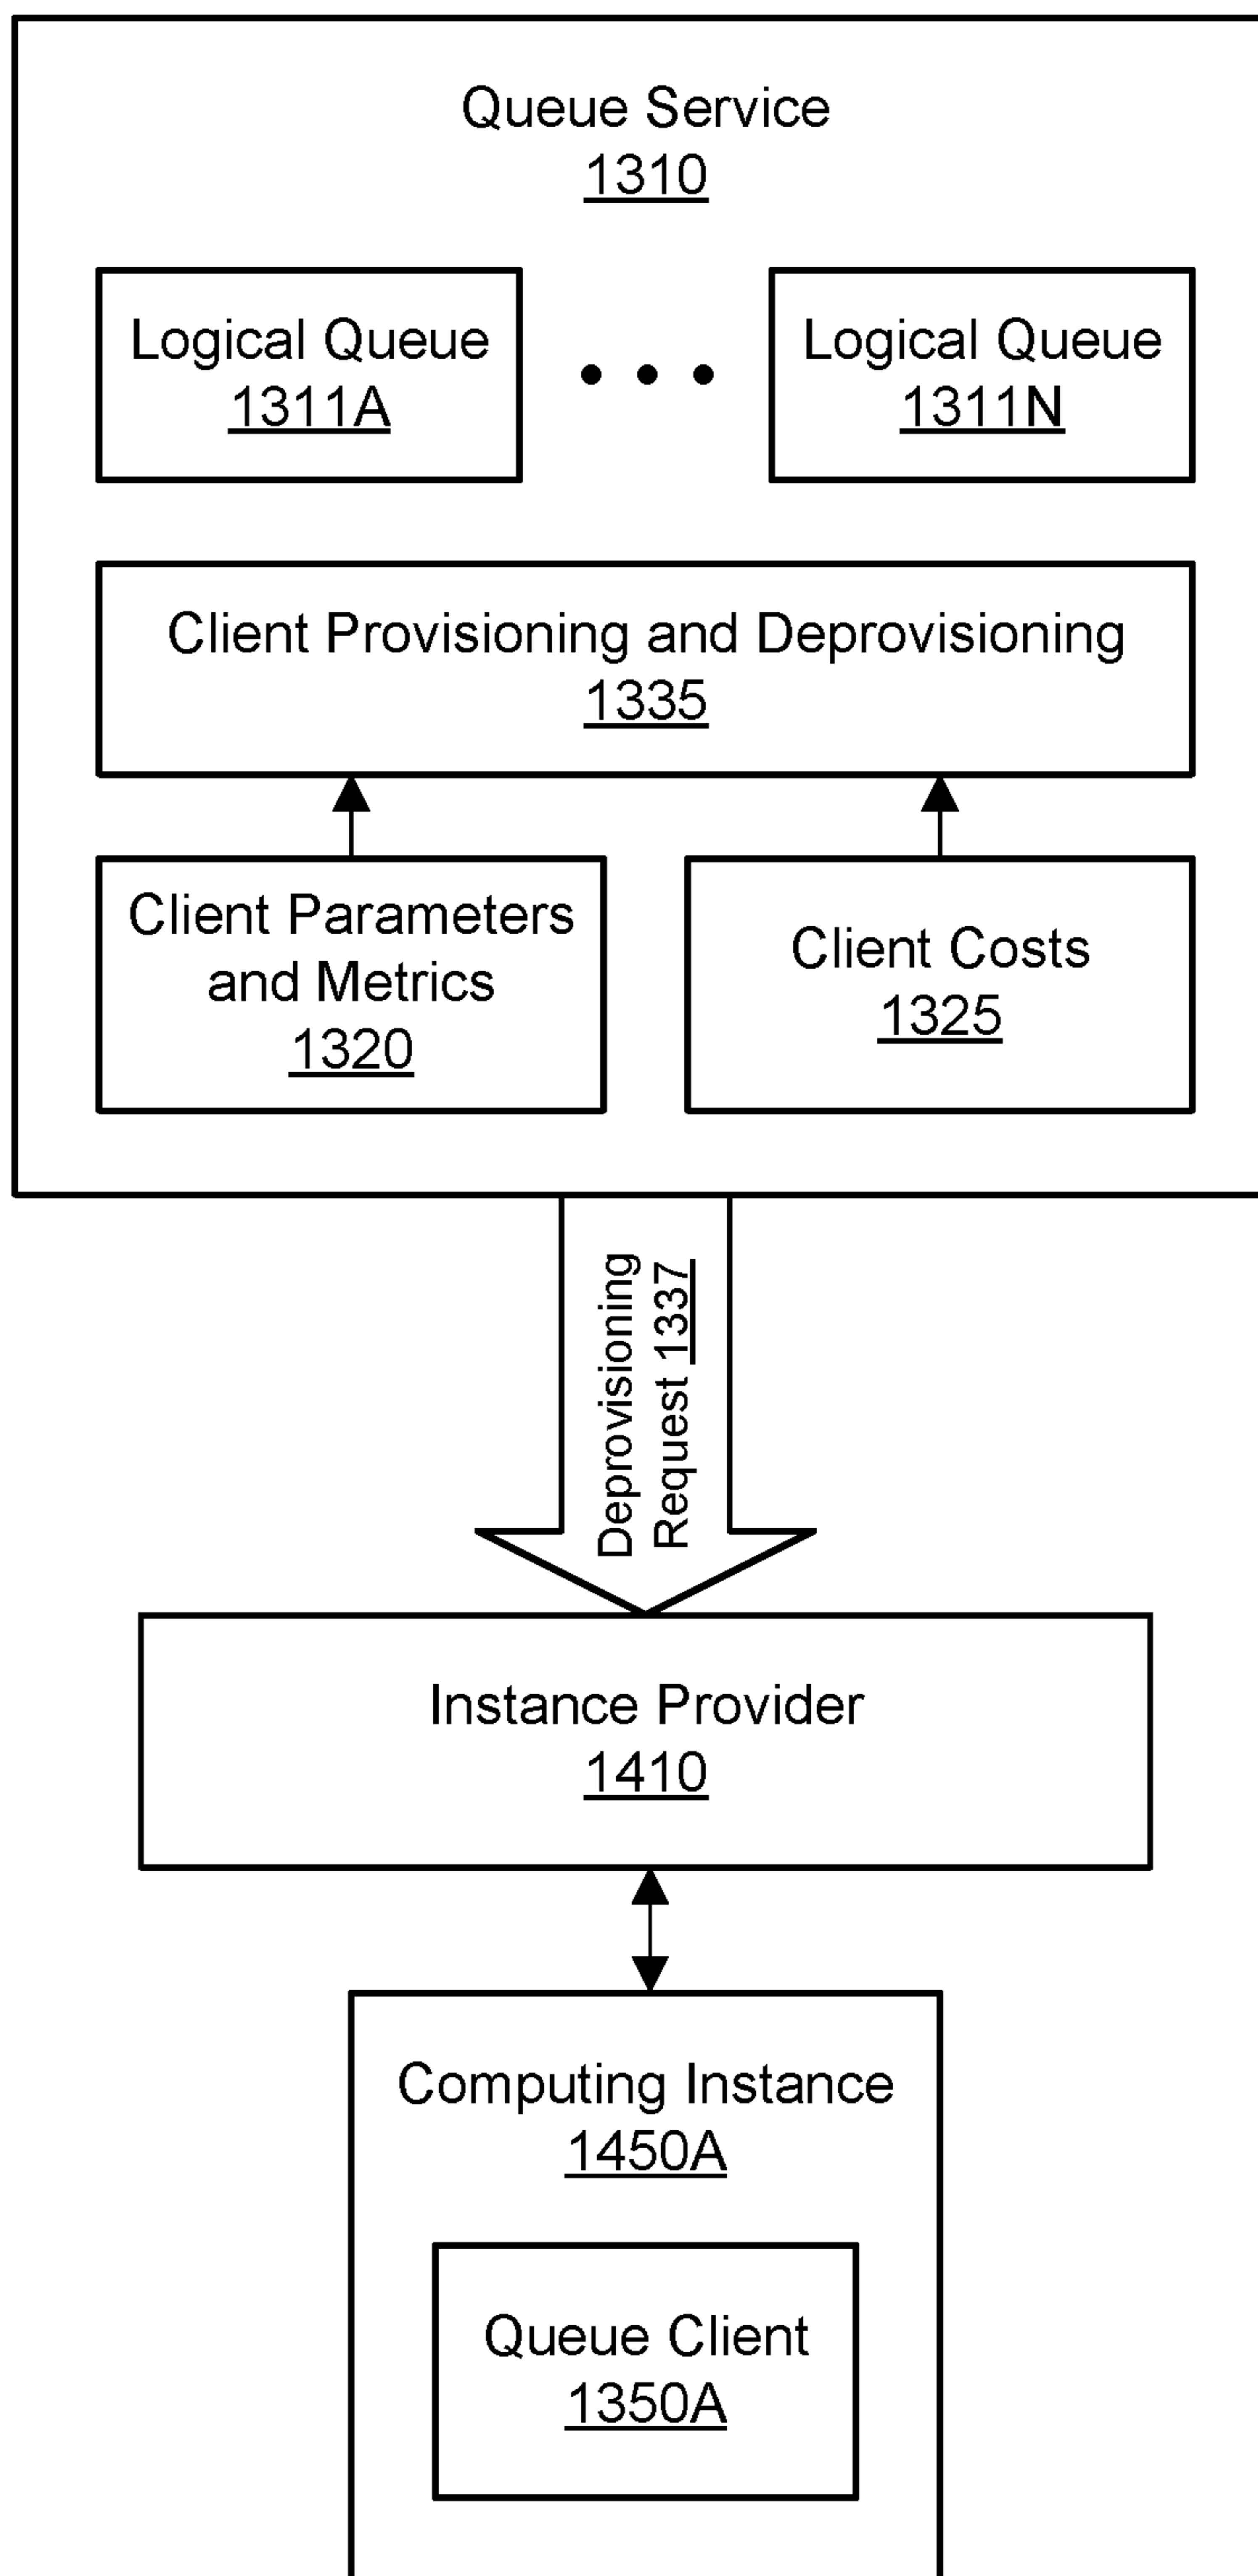 Queue Service
1310
Logical Queue
1311A
Logical Queue
1311N
Client Provisioning and Deprovisioning
1335
Client Parameters
and Metrics
1320
Client Costs
1325
Deprovisioning
Request 1337
Instance Provider
1410
Computing Instance
1450A
Queue Client
1350A